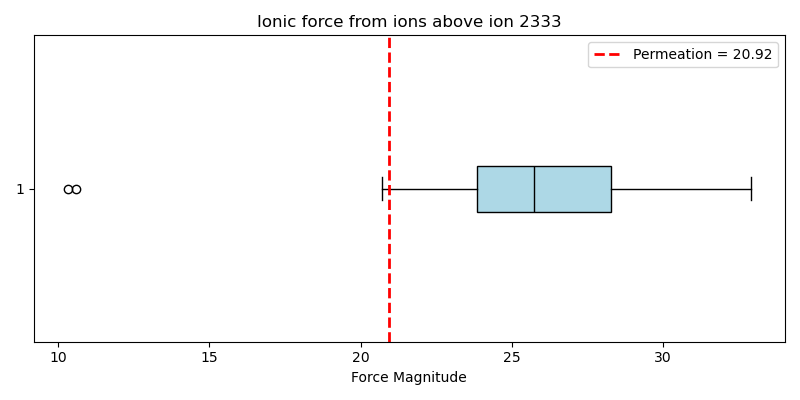 Ionic force from ions above ion 2333
Permeation = 20.92
1
10 15 20 25 30
Force Magnitude